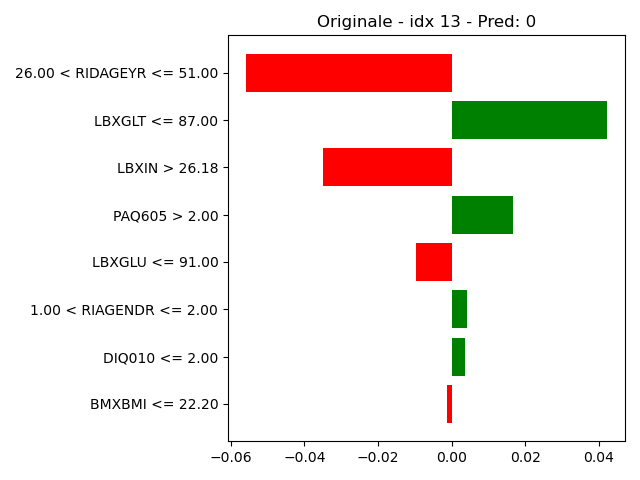 Originale - idx 13 - Pred: 0
26.00 < RIDAGEYR <= 51.00
LBXGLT <= 87.00
LBXIN > 26.18
PAQ605 > 2.00
LBXGLU <= 91.00
1.00 < RIAGENDR <= 2.00
DIQ010 <= 2.00
BMXBMI <= 22.20
−0.06 −0.04 −0.02 0.00 0.02 0.04